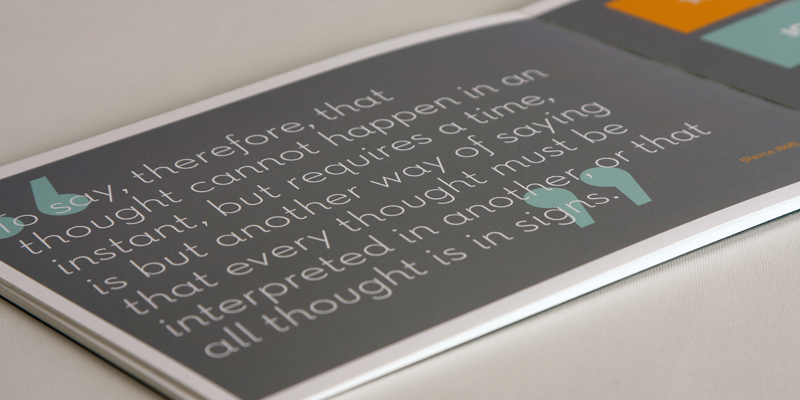 To say, therefore, that
thought cannot happen in an
instant, but requires a time,
is but another way of saying
that every thought must be
interpreted in another, or that
all thought is in signs.